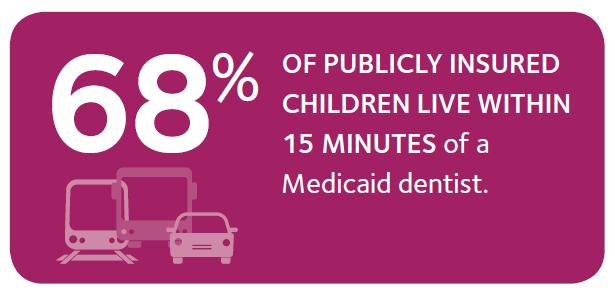 68%
OF PUBLICLY INSURED
CHILDREN LIVE WITHIN
15 MINUTES of a
Medicaid dentist.